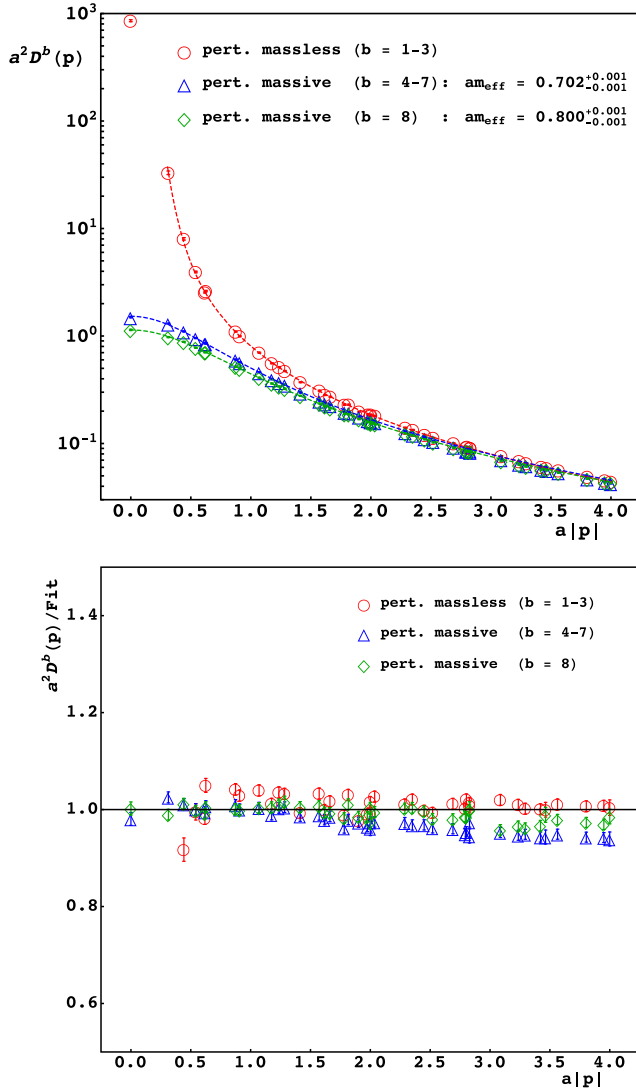 a²Dᵇ(p)
10³
10²
10¹
10⁰
10⁻¹
pert. massless (b = 1-3)
pert. massive (b = 4-7): am_eff = 0.702 +0.001 -0.001
pert. massive (b = 8) : am_eff = 0.800 +0.001 -0.001
0.0 0.5 1.0 1.5 2.0 2.5 3.0 3.5 4.0
a|p|
a²Dᵇ(p)/Fit
1.4
1.2
1.0
0.8
0.6
pert. massless (b = 1-3)
pert. massive (b = 4-7)
pert. massive (b = 8)
0.0 0.5 1.0 1.5 2.0 2.5 3.0 3.5 4.0
a|p|